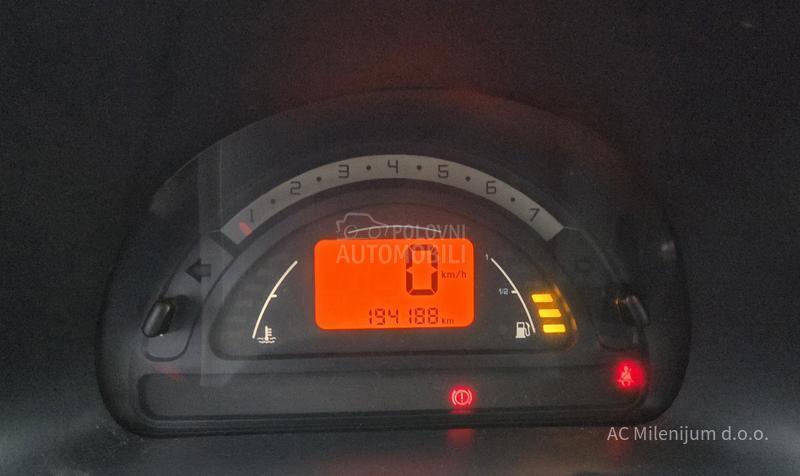 1 2 3 4 5 6 7
POLOVNI
AUTOMOBILI
0 km/h
194188 km
1
1/2
AC Milenijum d.o.o.